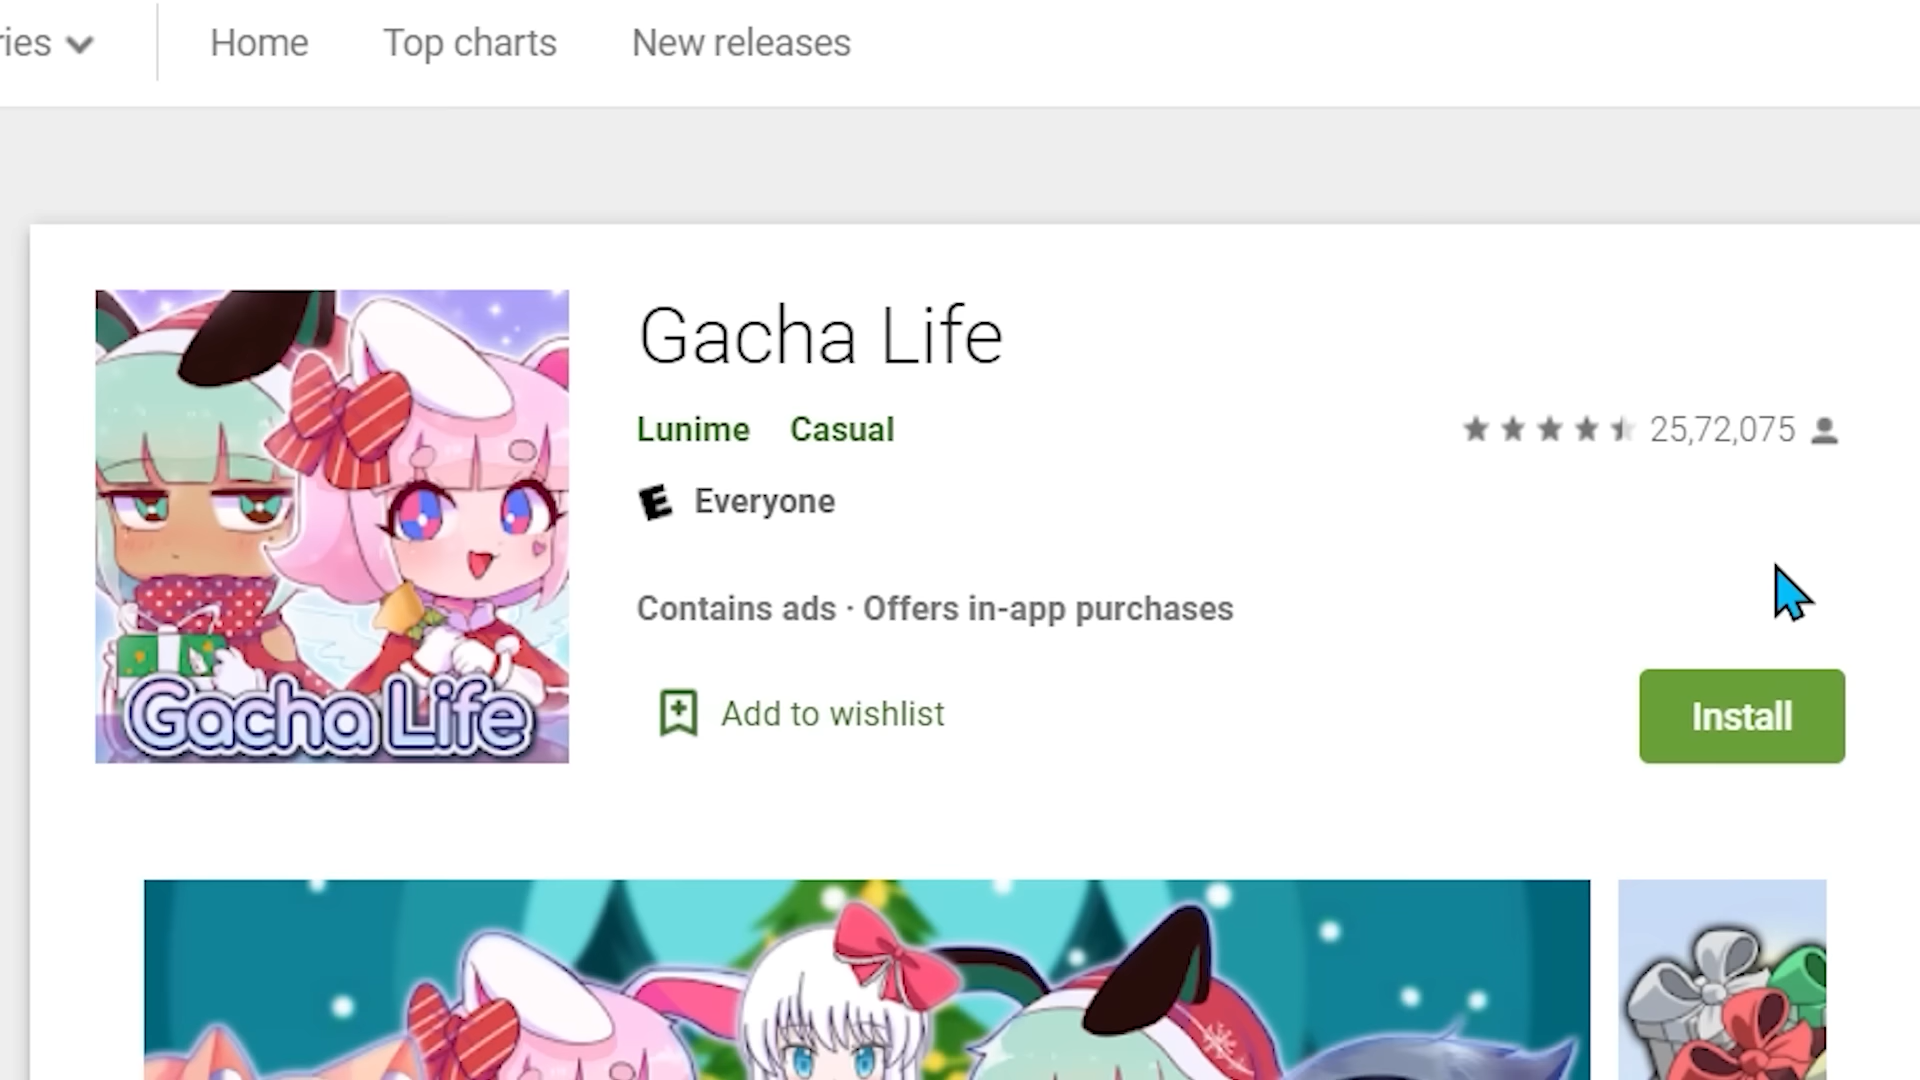 ries
Home
Top charts
New releases
Gacha Life
Lunime Casual
25,72,075
E Everyone
Contains ads · Offers in-app purchases
Add to wishlist
Install
Gacha Life